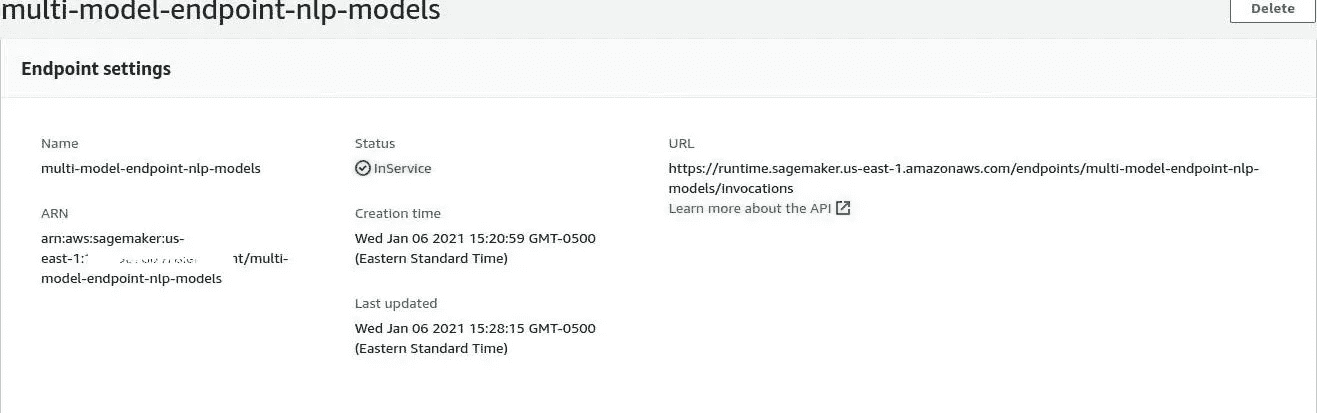 multi-model-endpoint-nlp-models
Delete
Endpoint settings
Name
multi-model-endpoint-nlp-models
ARN
arn:aws:sagemaker:us-
east-1: nt/multi-
model-endpoint-nlp-models
Status
InService
Creation time
Wed Jan 06 2021 15:20:59 GMT-0500
(Eastern Standard Time)
Last updated
Wed Jan 06 2021 15:28:15 GMT-0500
(Eastern Standard Time)
URL
https://runtime.sagemaker.us-east-1.amazonaws.com/endpoints/multi-model-endpoint-nlp-
models/invocations
Learn more about the API